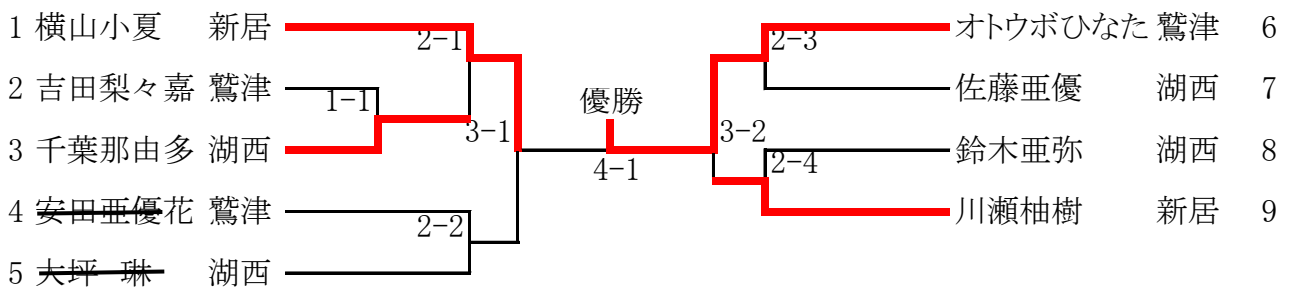 1 横山小夏 新居
2-1
2 吉田梨々嘉 鷲津
1-1
3 千葉那由多 湖西
3-1
4 安田亜優花 鷲津
2-2
5 大坪 琳 湖西
優勝
4-1
オトウボひなた 鷲津 6
2-3
佐藤亜優 湖西 7
3-2
鈴木亜弥 湖西 8
2-4
川瀬柚樹 新居 9